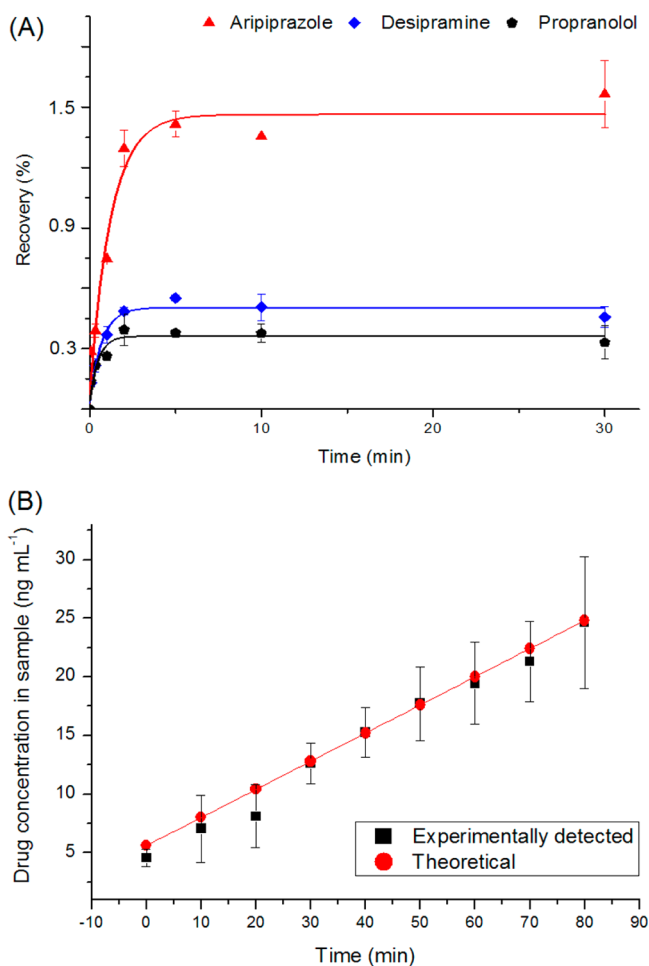 (A)
Aripiprazole Desipramine Propranolol
1.5
0.9
0.3
Recovery (%)
0 10 20 30
Time (min)
(B)
30
25
20
15
10
5
Drug concentration in sample (ng mL⁻¹)
Experimentally detected
Theoretical
-10 0 10 20 30 40 50 60 70 80 90
Time (min)